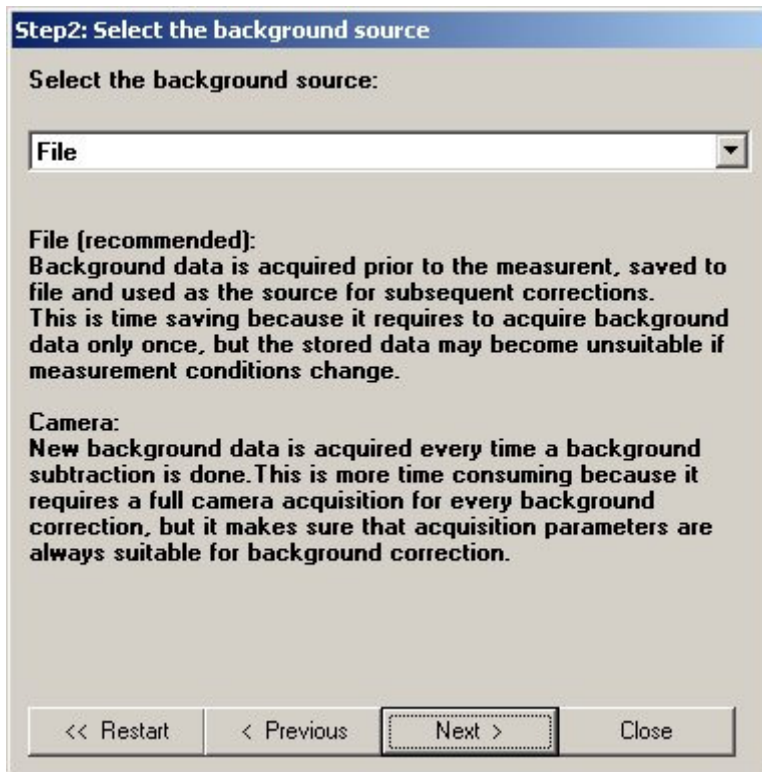 Step2: Select the background source
Select the background source:
File
File (recommended):
Background data is acquired prior to the measurent, saved to
file and used as the source for subsequent corrections.
This is time saving because it requires to acquire background
data only once, but the stored data may become unsuitable if
measurement conditions change.
Camera:
New background data is acquired every time a background
subtraction is done.This is more time consuming because it
requires a full camera acquisition for every background
correction, but it makes sure that acquisition parameters are
always suitable for background correction.
<< Restart < Previous Next > Close